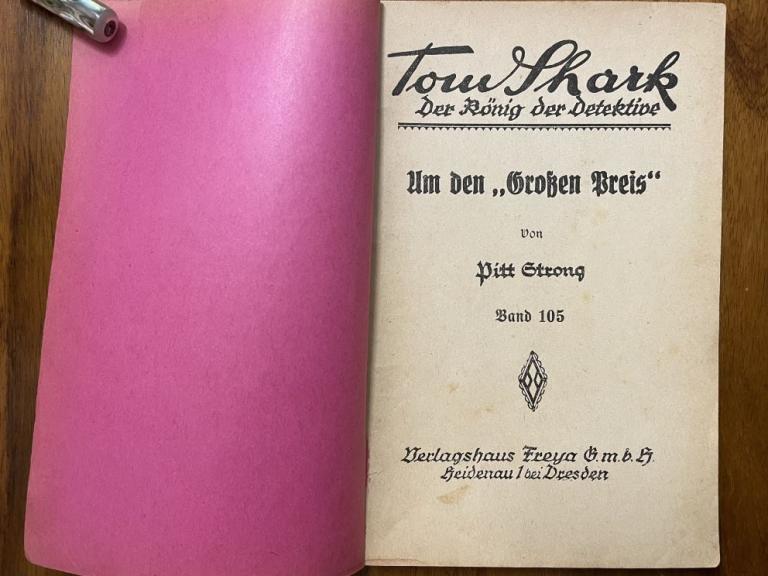 Tom Shark
Der König der Detektive
Um den „Großen Preis“
von
Pitt Strong
Band 105
Verlagshaus Freya G.m.b.H.
Heidenau 1 bei Dresden